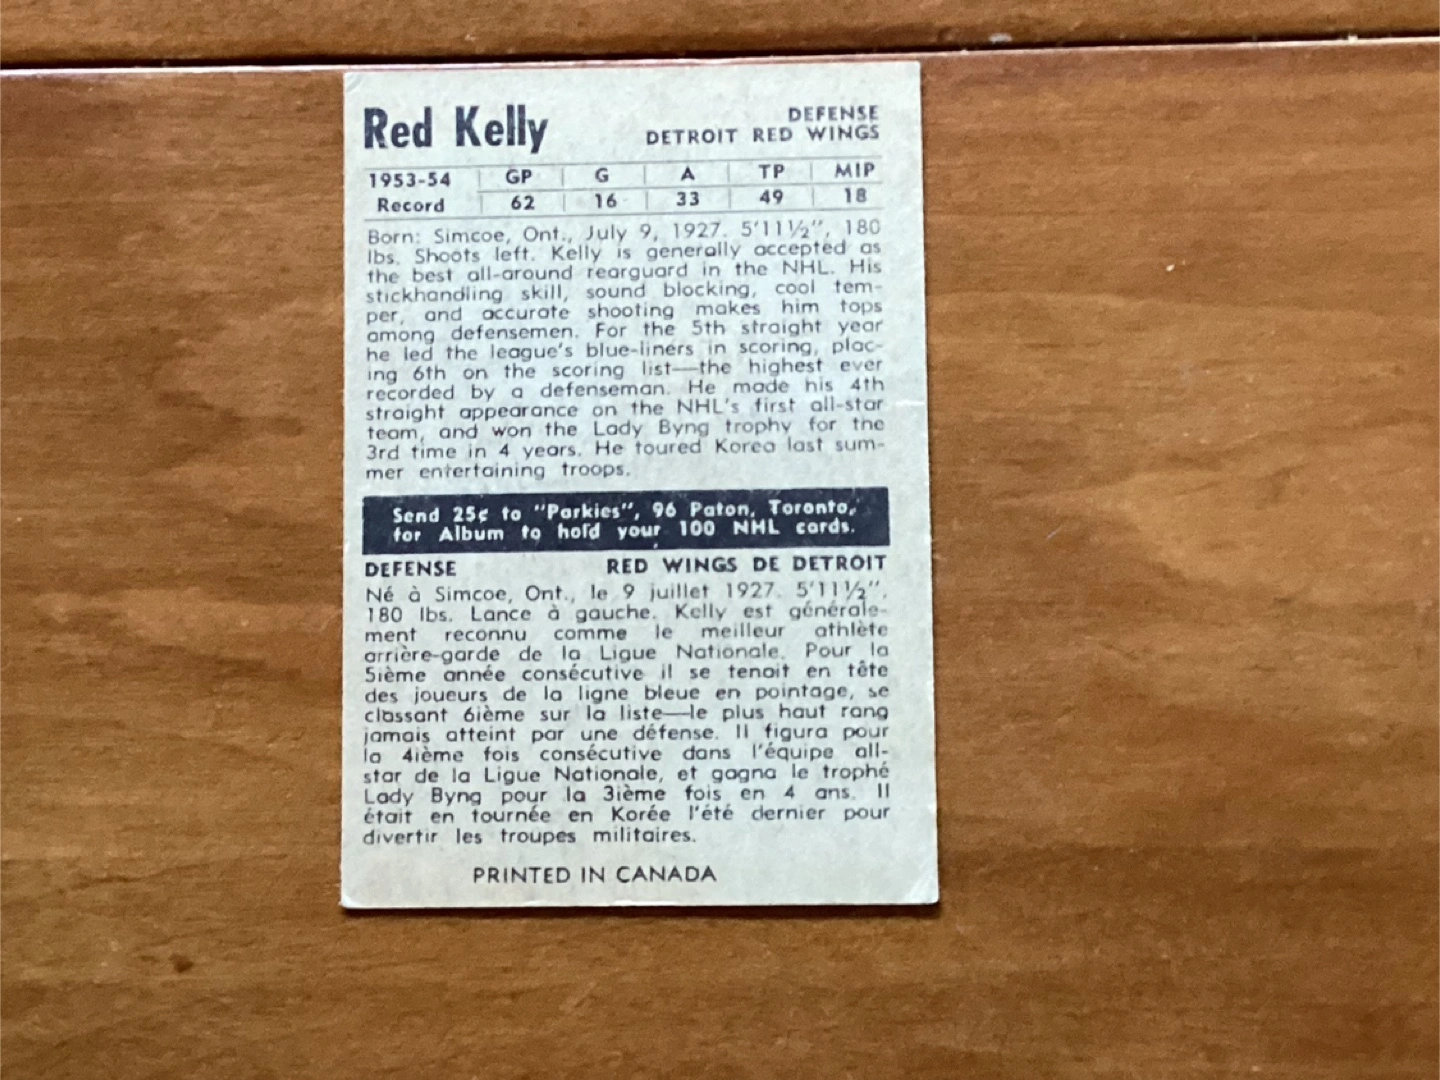 Red Kelly
DEFENSE
DETROIT RED WINGS
1953-54 GP G A TP MIP
Record 62 16 33 49 18
Born: Simcoe, Ont., July 9, 1927. 5'11½", 180
lbs. Shoots left. Kelly is generally accepted as
the best all-around rearguard in the NHL. His
stickhandling skill, sound blocking, cool tem-
per, and accurate shooting makes him tops
among defensemen. For the 5th straight year
he led the league's blue-liners in scoring, plac-
ing 6th on the scoring list—the highest ever
recorded by a defenseman. He made his 4th
straight appearance on the NHL's first all-star
team, and won the Lady Byng trophy for the
3rd time in 4 years. He toured Korea last sum-
mer entertaining troops.
Send 25¢ to "Parkies", 96 Paton, Toronto,
for Album to hold your 100 NHL cards.
DEFENSE RED WINGS DE DETROIT
Né à Simcoe, Ont., le 9 juillet 1927. 5'11½",
180 lbs. Lance à gauche. Kelly est générale-
ment reconnu comme le meilleur athlète
arrière-garde de la Ligue Nationale. Pour la
5ième année consécutive il se tenait en tête
des joueurs de la ligne bleue en pointage, se
classant 6ième sur la liste—le plus haut rang
jamais atteint par une défense. Il figura pour
la 4ième fois consécutive dans l'équipe all-
star de la Ligue Nationale, et gagna le trophé
Lady Byng pour la 3ième fois en 4 ans. Il
était en tournée en Korée l'été dernier pour
divertir les troupes militaires.
PRINTED IN CANADA